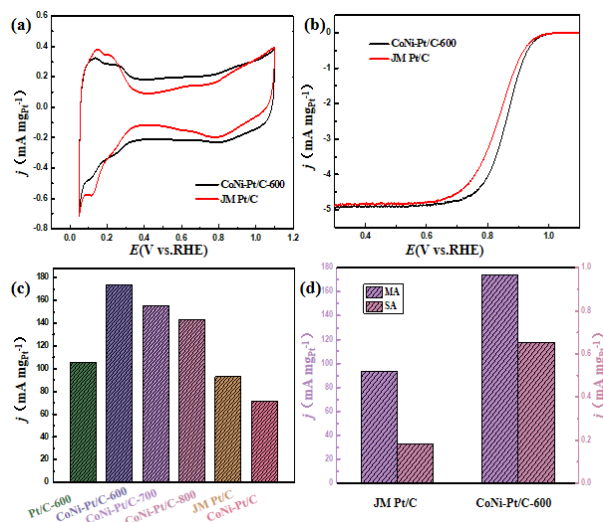 (a)
0.6
0.4
0.2
0.0
-0.2
-0.4
-0.6
-0.8
j (mA mgPt-1)
CoNi-Pt/C-600
JM Pt/C
0.0 0.2 0.4 0.6 0.8 1.0 1.2
E(V vs.RHE)
(b)
0
-1
-2
-3
-4
-5
j (mA mgPt-1)
CoNi-Pt/C-600
JM Pt/C
0.4 0.6 0.8 1.0
E(V vs.RHE)
(c)
180
160
140
120
100
80
60
40
20
0
j (mA mgPt-1)
Pt/C-600
CoNi-Pt/C-600
CoNi-Pt/C-700
CoNi-Pt/C-800
JM Pt/C
CoNi-Pt/C
(d)
180
160
140
120
100
80
60
40
20
0
j (mA mgPt-1)
MA
SA
1.0
0.8
0.6
0.4
0.2
0.0
j (mA mgPt-1)
JM Pt/C CoNi-Pt/C-600